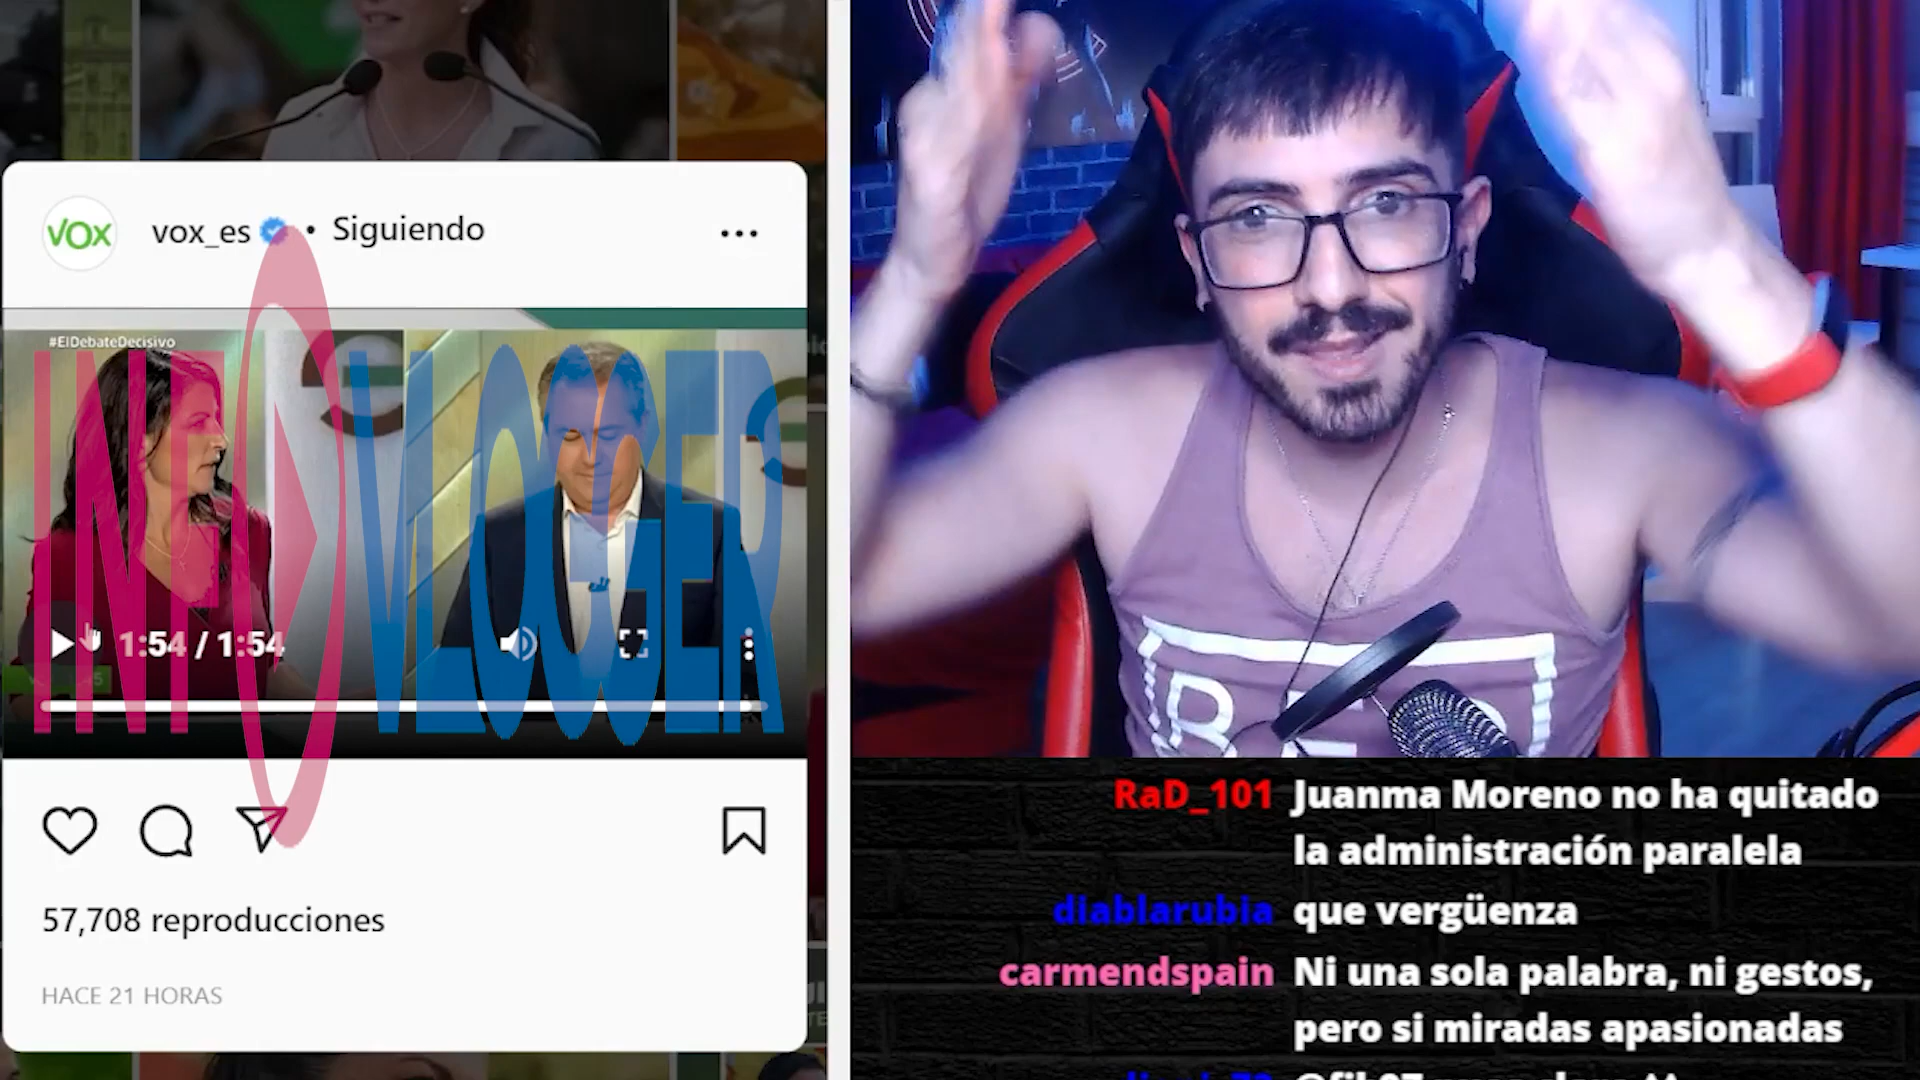 VOX
vox_es • Siguiendo
#ElDebateDecisivo
INFOVLOGER
1:54 / 1:54
57,708 reproducciones
HACE 21 HORAS
RaD_101 Juanma Moreno no ha quitado
la administración paralela
diablarubia que vergüenza
carmendspain Ni una sola palabra, ni gestos,
pero si miradas apasionadas